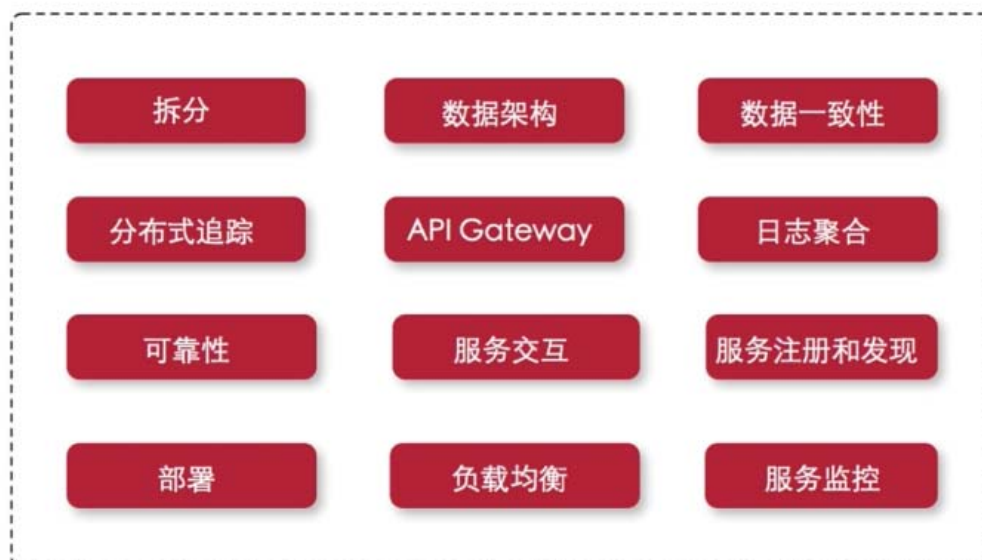 拆分
数据架构
数据一致性
分布式追踪
API Gateway
日志聚合
可靠性
服务交互
服务注册和发现
部署
负载均衡
服务监控